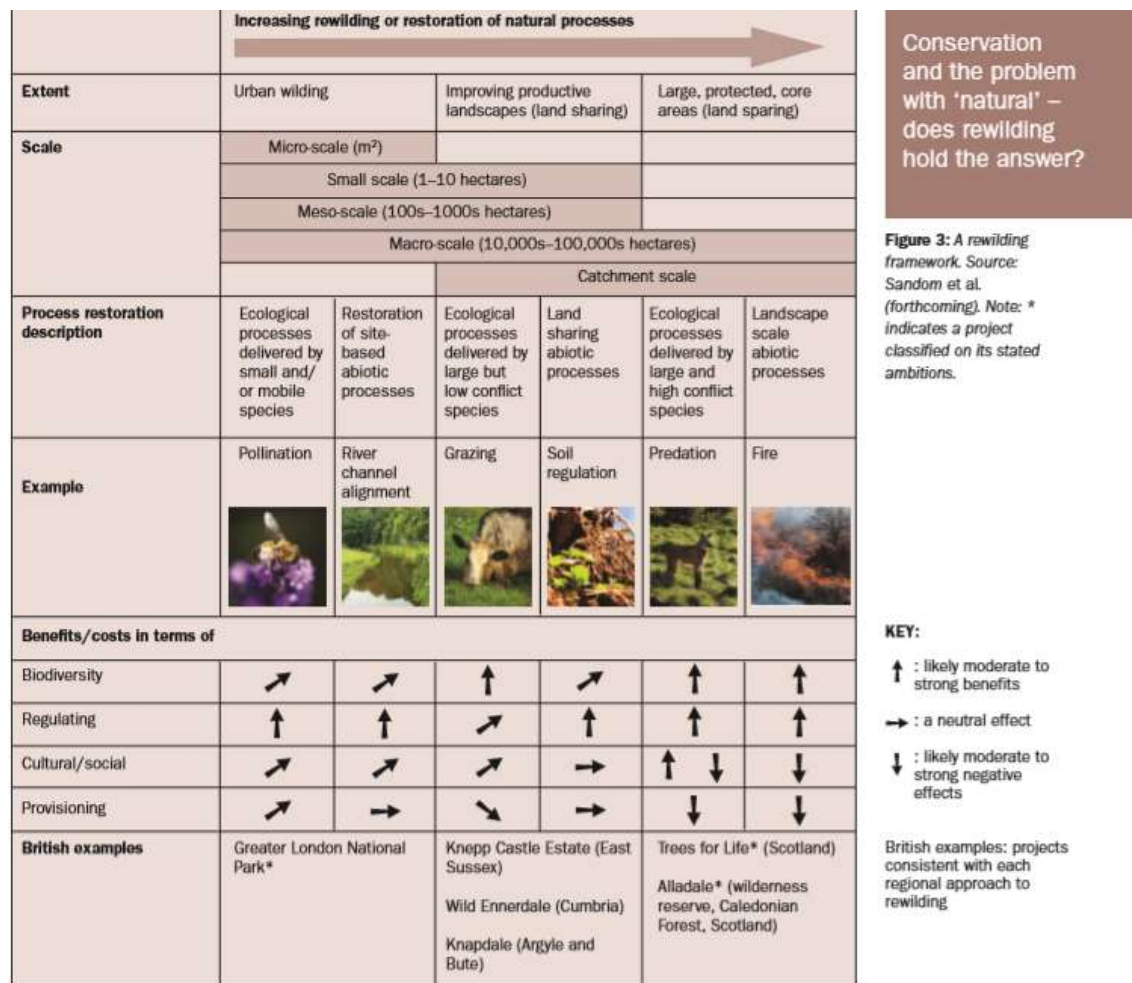 Increasing rewilding or restoration of natural processes
Extent
Urban wilding
Improving productive
landscapes (land sharing)
Large, protected, core
areas (land sparing)
Scale
Micro-scale (m²)
Small scale (1–10 hectares)
Meso-scale (100s–1000s hectares)
Macro-scale (10,000s–100,000s hectares)
Catchment scale
Process restoration
description
Ecological
processes
delivered by
small and/
or mobile
species
Restoration
of site-
based
abiotic
processes
Ecological
processes
delivered by
large but
low conflict
species
Land
sharing
abiotic
processes
Ecological
processes
delivered by
large and
high conflict
species
Landscape
scale
abiotic
processes
Example
Pollination
River
channel
alignment
Grazing
Soil
regulation
Predation
Fire
Benefits/costs in terms of
Biodiversity
Regulating
Cultural/social
Provisioning
British examples
Greater London National
Park*
Knepp Castle Estate (East
Sussex)
Wild Ennerdale (Cumbria)
Knapdale (Argyle and
Bute)
Trees for Life* (Scotland)
Alladale* (wilderness
reserve, Caledonian
Forest, Scotland)
Conservation
and the problem
with ‘natural’ –
does rewilding
hold the answer?
Figure 3: A rewilding
framework. Source:
Sandom et al.
(forthcoming). Note: *
indicates a project
classified on its stated
ambitions.
KEY:
: likely moderate to
strong benefits
: a neutral effect
: likely moderate to
strong negative
effects
British examples: projects
consistent with each
regional approach to
rewilding